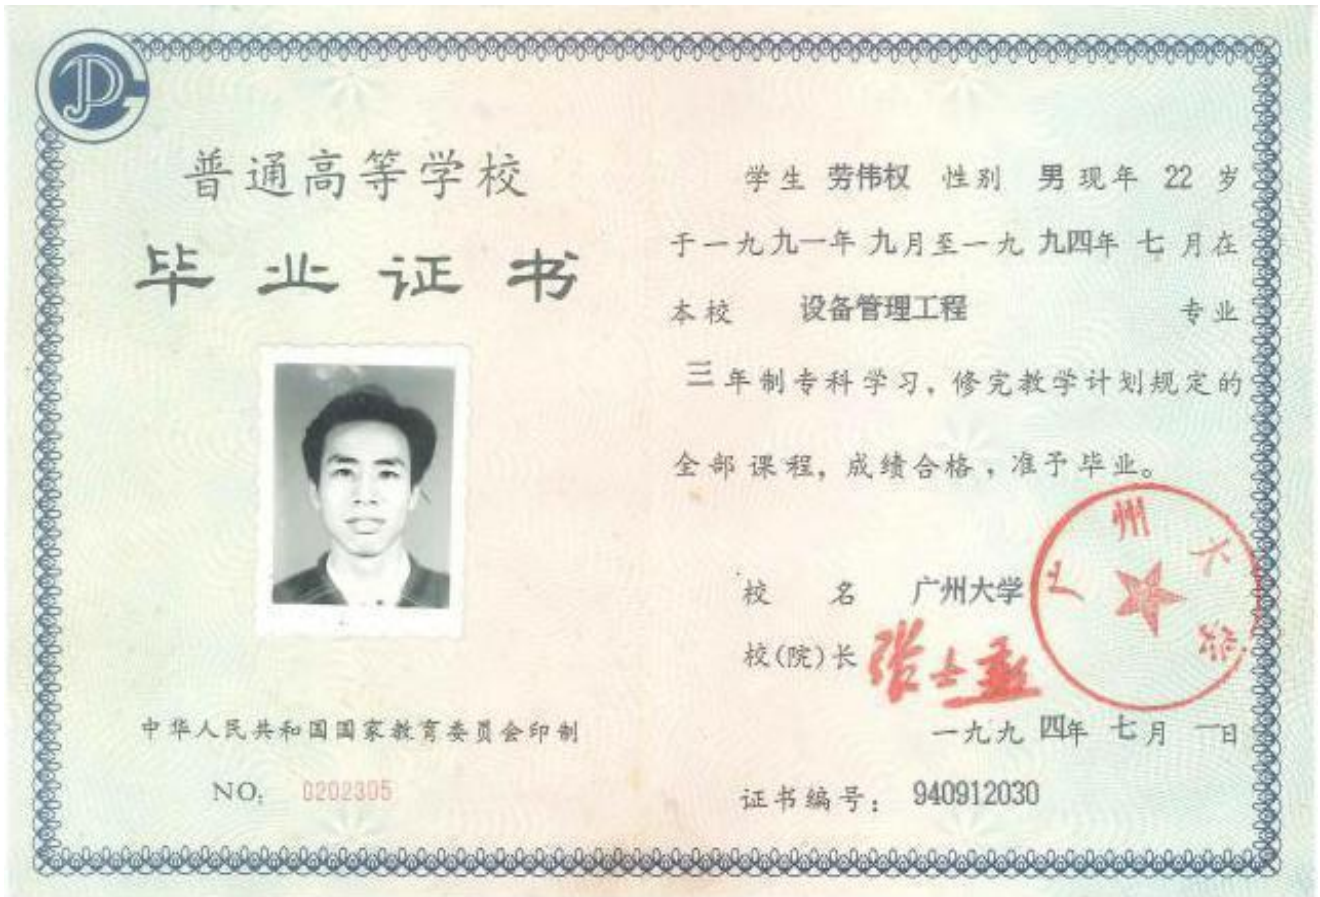 普通高等学校
毕业证书
中华人民共和国国家教育委员会印制
NO: 0202305
学生 劳伟权 性别 男 现年 22 岁
于一九九一年九月至一九九四年七月在
本校 设备管理工程 专业
三年制专科学习，修完教学计划规定的
全部课程，成绩合格，准予毕业。
校名 广州大学
校(院)长
一九九四年七月一日
证书编号：940912030
广州大学